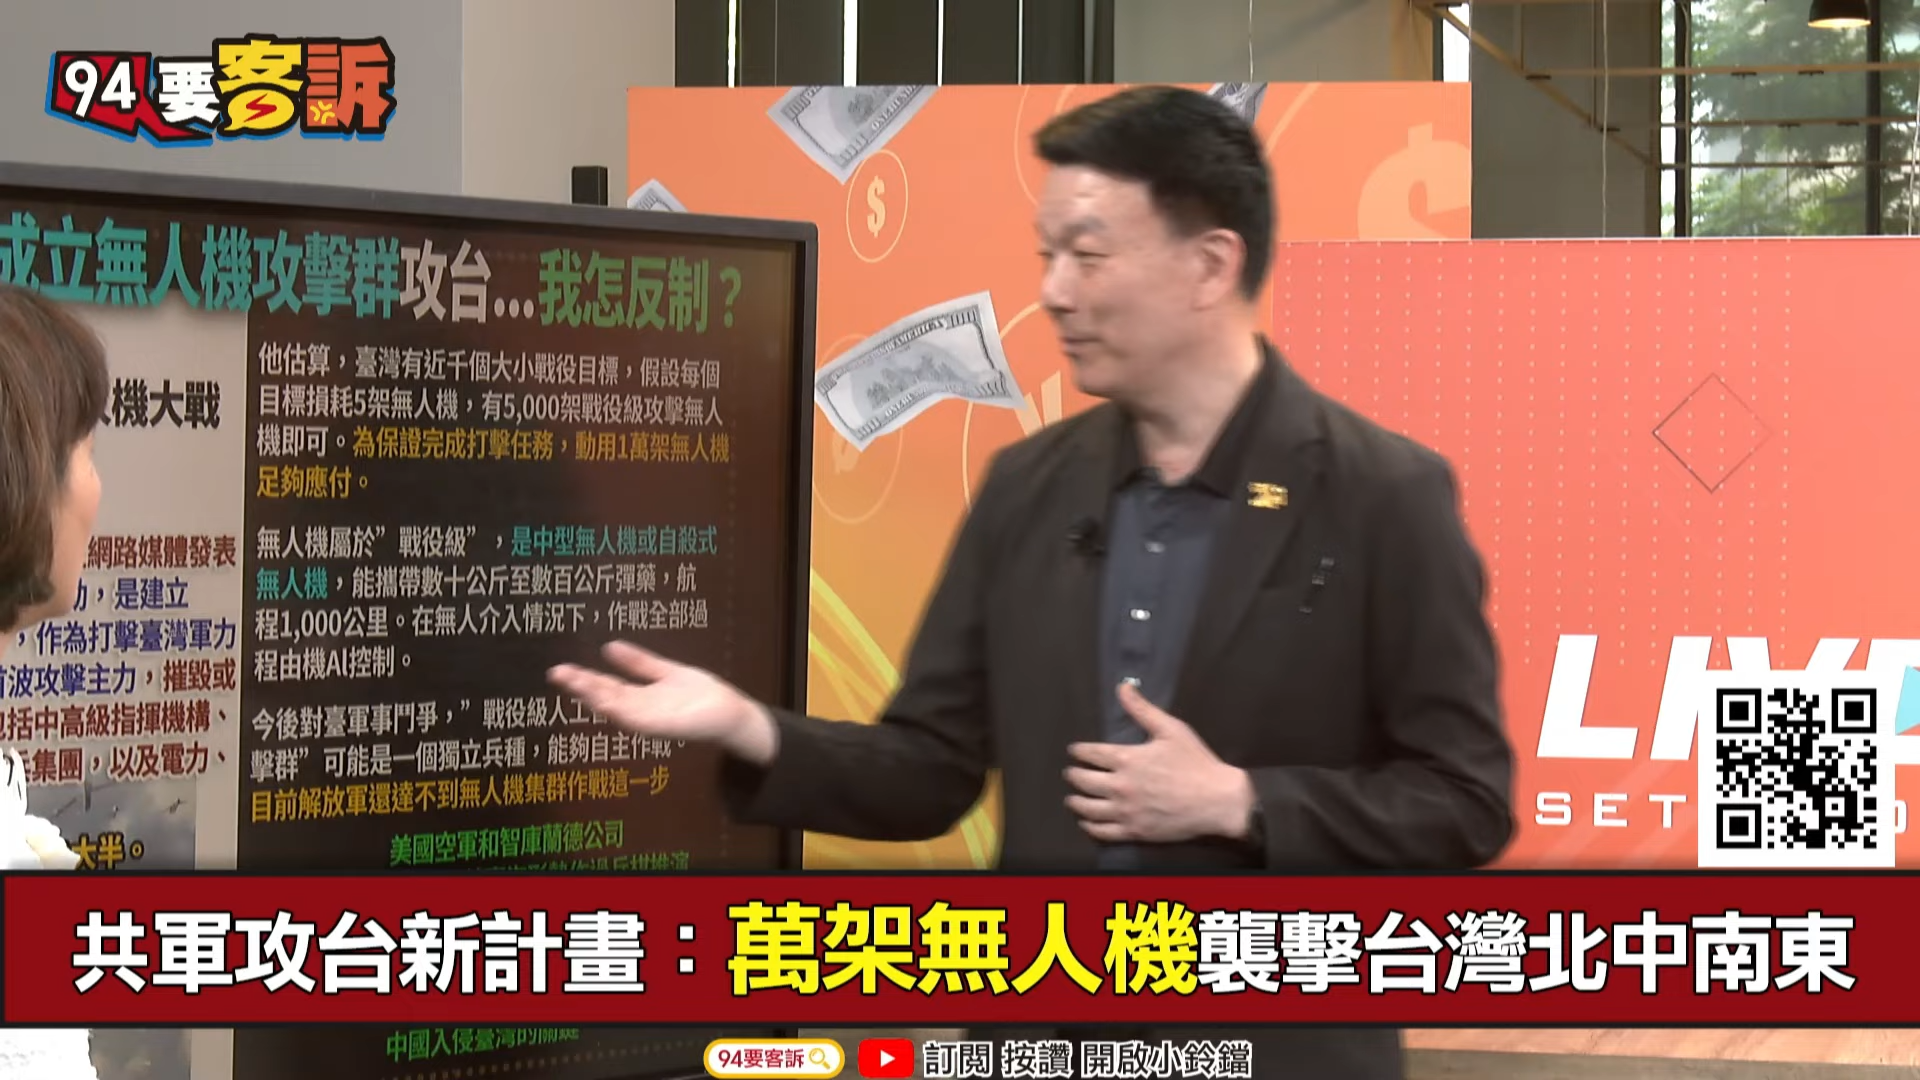 94要客訴
成立無人機攻擊群攻台...我怎反制？
機大戰
網路媒體發表
，是建立
，作為打擊臺灣軍力
波攻擊主力，摧毀或
包括中高級指揮機構、
集團，以及電力、
大半。
他估算，臺灣有近千個大小戰役目標，假設每個
目標損耗5架無人機，有5,000架戰役級攻擊無人
機即可。為保證完成打擊任務，動用1萬架無人機
足夠應付。
無人機屬於”戰役級”，是中型無人機或自殺式
無人機，能攜帶數十公斤至數百公斤彈藥，航
程1,000公里。在無人介入情況下，作戰全部過
程由機AI控制。
今後對臺軍事鬥爭，”戰役級人工
擊群”可能是一個獨立兵種，能夠自主作戰。
目前解放軍還達不到無人機集群作戰這一步
美國空軍和智庫蘭德公司
中國入侵臺灣的關鍵
LIVE
SET
共軍攻台新計畫：萬架無人機襲擊台灣北中南東
94要客訴 訂閱 按讚 開啟小鈴鐺